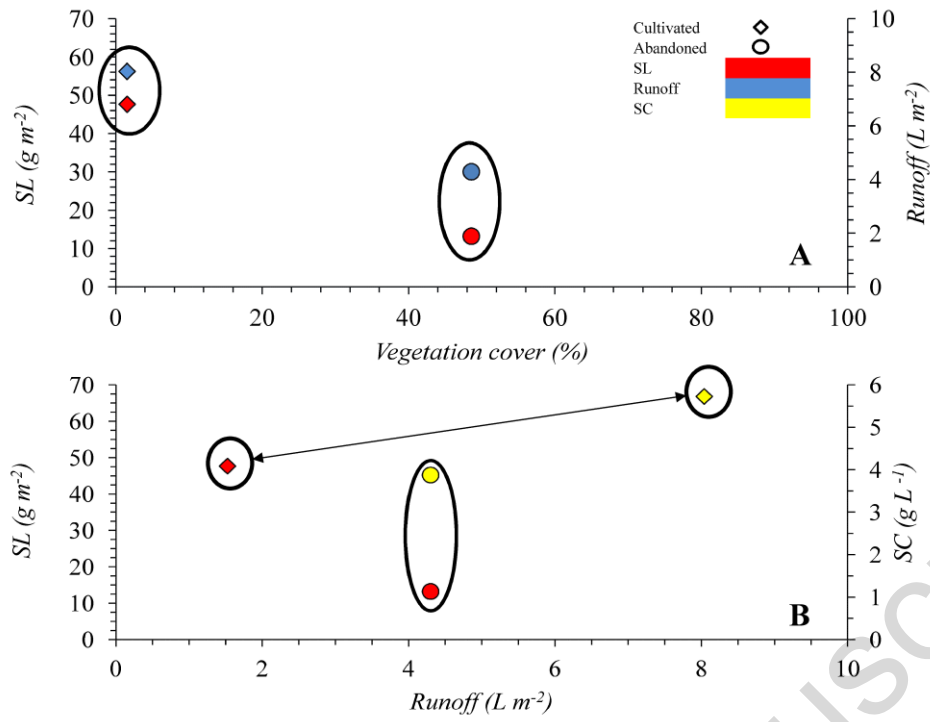 70
60
50
40
30
20
10
0
SL (g m-2)
10
8
6
4
2
0
Runoff (L m-2)
Cultivated
Abandoned
SL
Runoff
SC
A
0 20 40 60 80 100
Vegetation cover (%)
70
60
50
40
30
20
10
0
SL (g m-2)
6
5
4
3
2
1
0
SC (g L -1)
B
0 2 4 6 8 10
Runoff (L m-2)